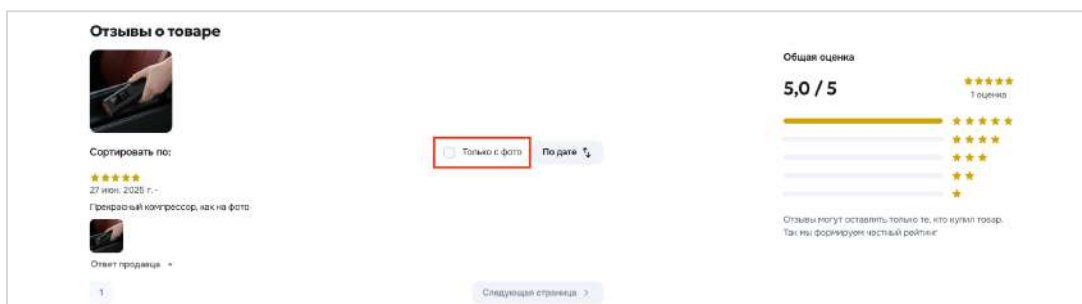 Отзывы о товаре
Сортировать по:
Только с фото
По дате
27 июн. 2025 г. -
Прекрасный компрессор, как на фото
Ответ продавца
1
Следующая страница
Общая оценка
5,0 / 5
1 оценка
Отзывы могут оставлять только те, кто купил товар.
Так мы формируем честный рейтинг